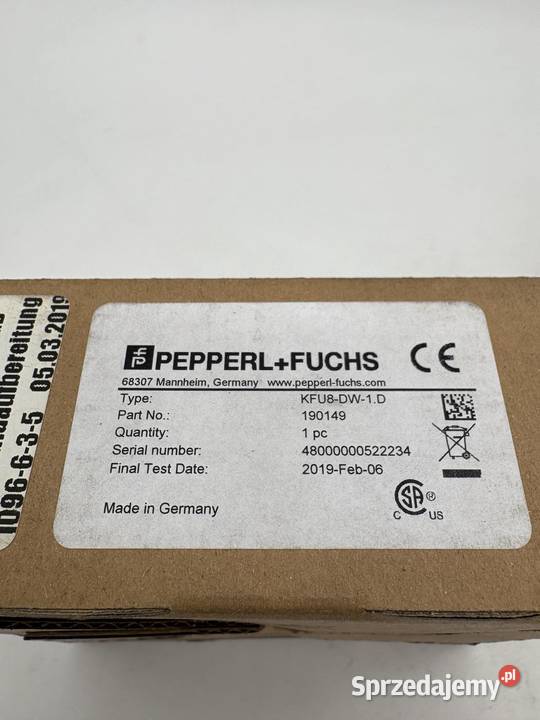 PEPPERL+FUCHS CE
68307 Mannheim, Germany www.pepperl-fuchs.com
Type: KFU8-DW-1.D
Part No.: 190149
Quantity: 1 pc
Serial number: 48000000522234
Final Test Date: 2019-Feb-06
Made in Germany
CSA ®
C US
05.03.2019
1096-6-3-5
Sprzedajemy.pl